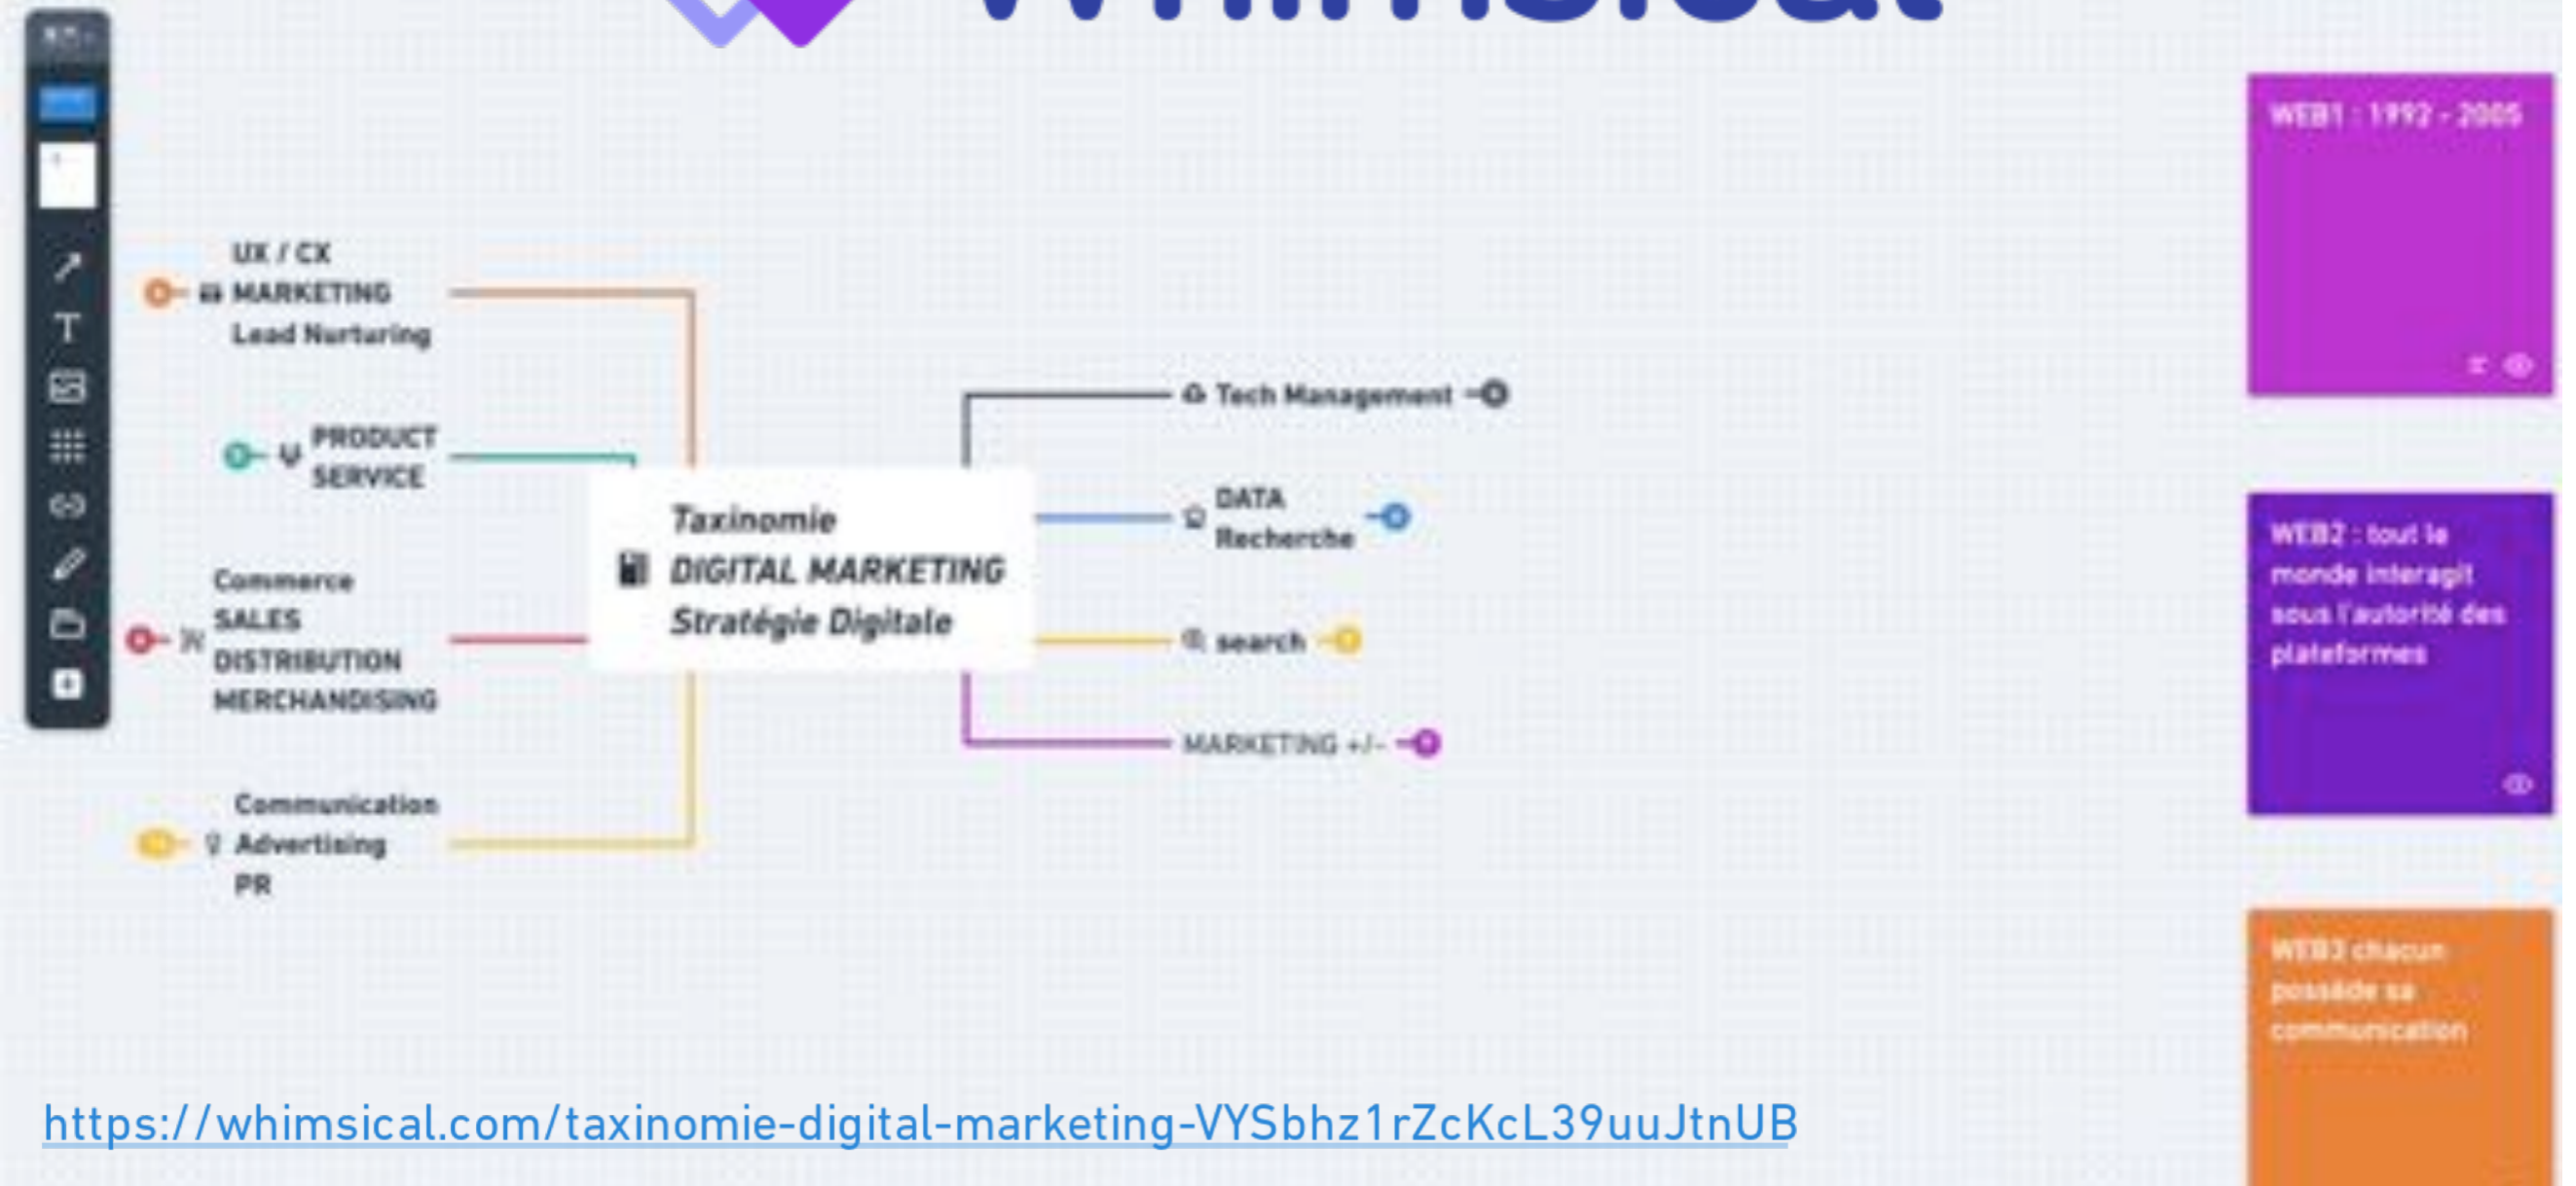 Whimsical
UX / CX
MARKETING
Lead Nurturing
PRODUCT
SERVICE
Commerce
SALES
DISTRIBUTION
MERCHANDISING
Communication
Advertising
PR
Taxinomie
DIGITAL MARKETING
Stratégie Digitale
Tech Management
DATA
Recherche
search
MARKETING +/-
WEB1 : 1992 - 2005
WEB2 : tout le
monde interagit
sous l'autorité des
plateformes
WEB3 chacun
possède sa
communication
https://whimsical.com/taxinomie-digital-marketing-VYSbhz1rZcKcL39uuJtnUB